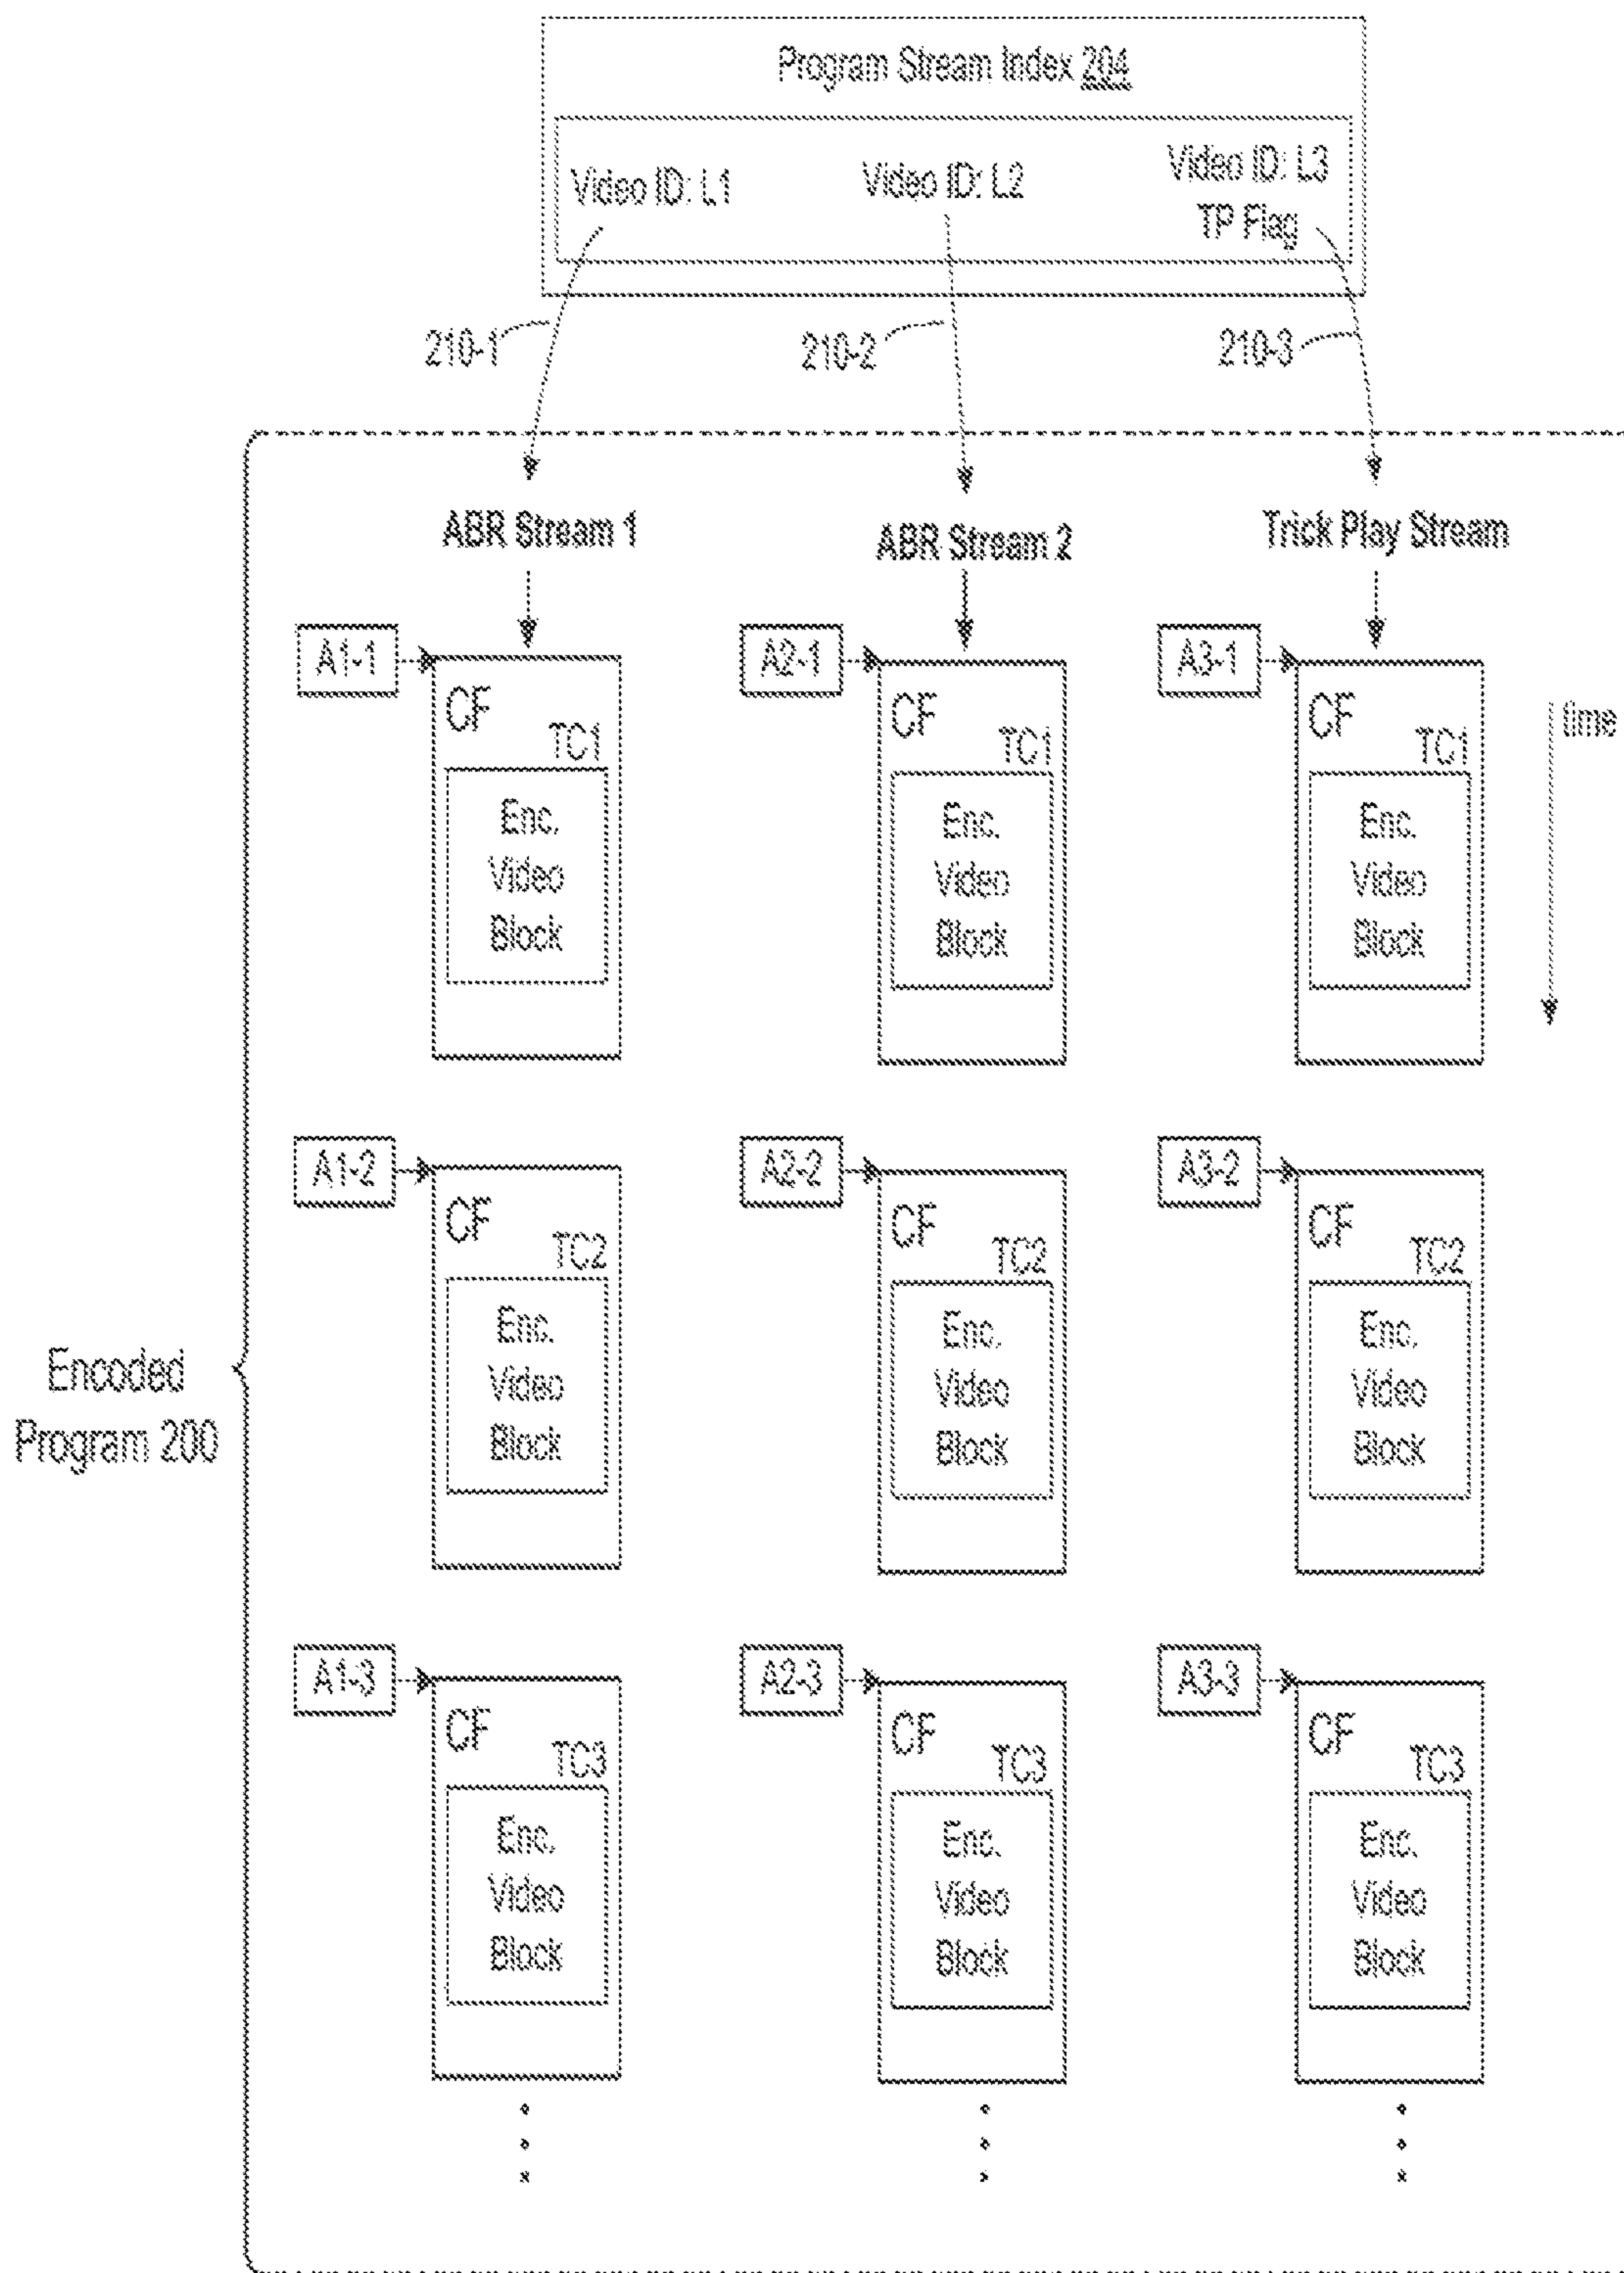 Program Stream Index 204
Video ID: L1
Video ID: L2
Video ID: L3
TP Flag
210-1
210-2
210-3
ABR Stream 1
ABR Stream 2
Trick Play Stream
A1-1
CF
TC1
Enc.
Video
Block
A2-1
CF
TC1
Enc.
Video
Block
A3-1
CF
TC1
Enc.
Video
Block
time
A1-2
CF
TC2
Enc.
Video
Block
A2-2
CF
TC2
Enc.
Video
Block
A3-2
CF
TC2
Enc.
Video
Block
Encoded
Program 200
A1-3
CF
TC3
Enc.
Video
Block
A2-3
CF
TC3
Enc.
Video
Block
A3-3
CF
TC3
Enc.
Video
Block